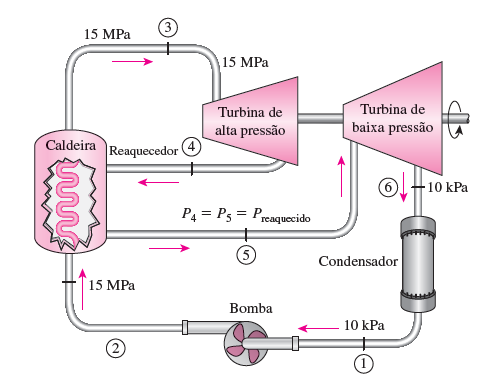 3
15 MPa
15 MPa
Turbina de
alta pressão
Turbina de
baixa pressão
Caldeira
Reaquecedor
4
6
10 kPa
P4 = P5 = Preaquecido
5
Condensador
15 MPa
Bomba
10 kPa
2
1